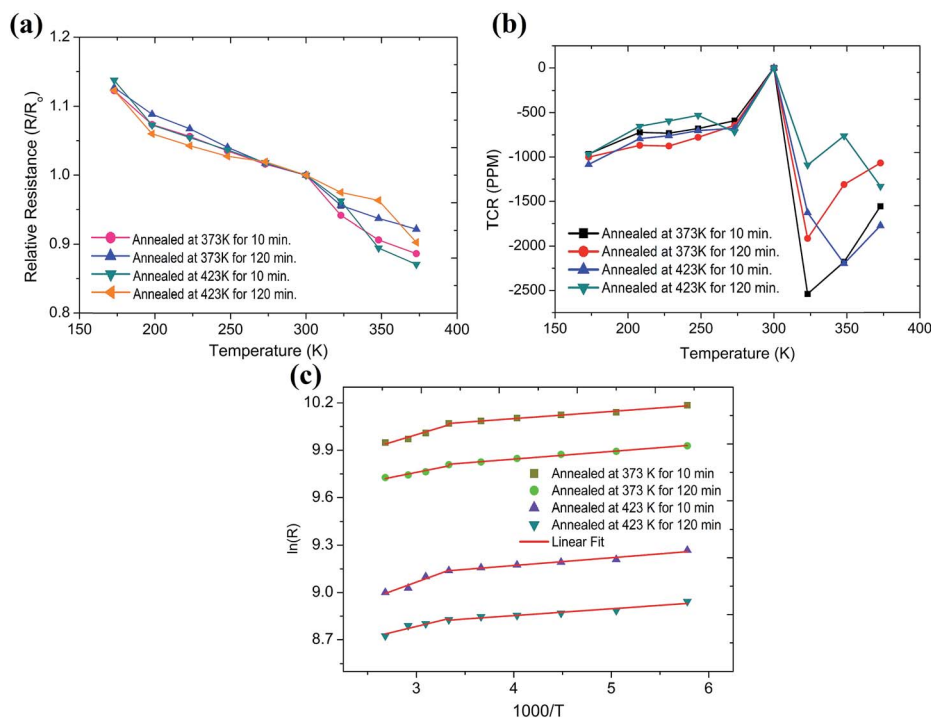 (a)
1.2
1.1
1.0
0.9
0.8
Relative Resistance (R/Ro)
Annealed at 373K for 10 min.
Annealed at 373K for 120 min.
Annealed at 423K for 10 min.
Annealed at 423K for 120 min.
150 200 250 300 350 400
Temperature (K)
(b)
0
-500
-1000
-1500
-2000
-2500
TCR (PPM)
Annealed at 373K for 10 min.
Annealed at 373K for 120 min.
Annealed at 423K for 10 min.
Annealed at 423K for 120 min.
150 200 250 300 350 400
Temperature (K)
(c)
10.2
9.9
9.6
9.3
9.0
8.7
ln(R)
Annealed at 373 K for 10 min
Annealed at 373 K for 120 min
Annealed at 423 K for 10 min
Annealed at 423 K for 120 min
Linear Fit
3 4 5 6
1000/T